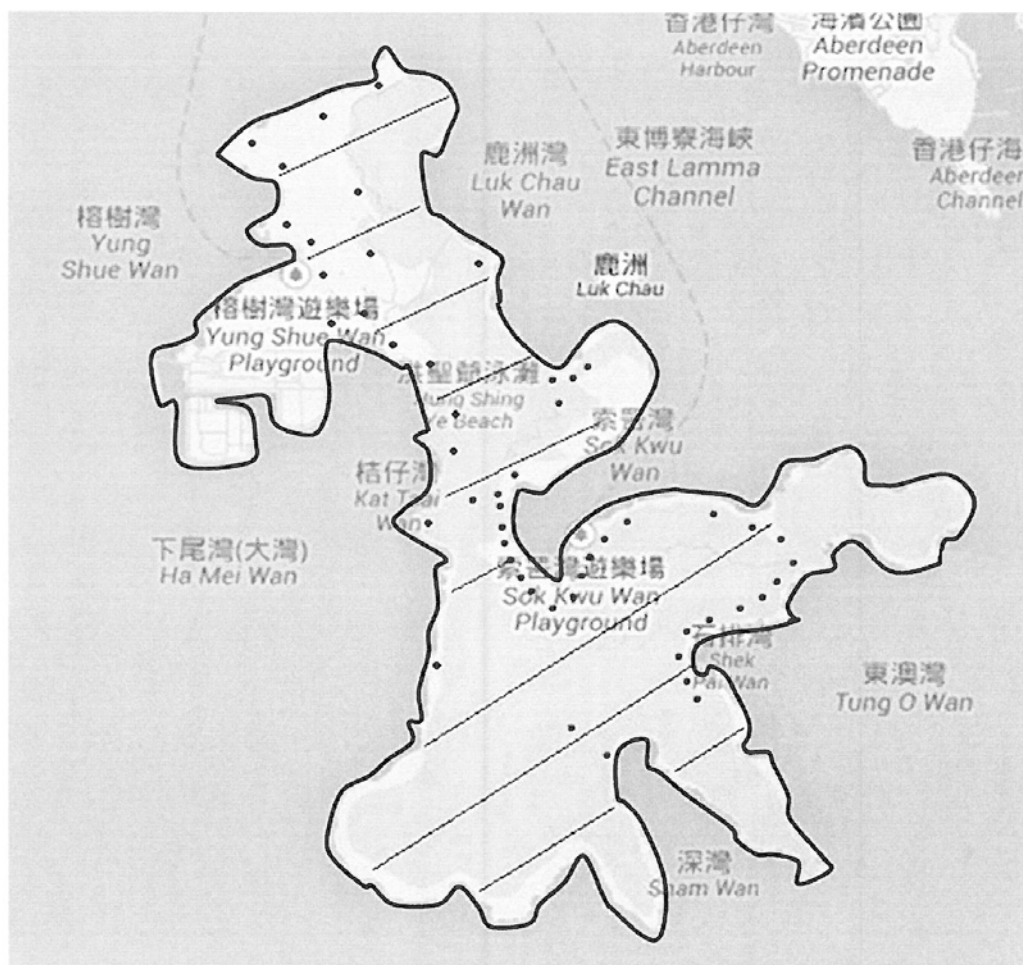 香港仔灣
Aberdeen
Harbour
海濱公園
Aberdeen
Promenade
鹿洲灣
Luk Chau
Wan
東博寮海峽
East Lamma
Channel
香港仔海
Aberdeen
Channel
榕樹灣
Yung
Shue Wan
鹿洲
Luk Chau
榕樹灣遊樂場
Yung Shue Wan
Playground
洪聖爺泳灘
Hung Shing
Ye Beach
索罟灣
Sok Kwu
Wan
桔仔灣
Kat Tsai
Wan
下尾灣(大灣)
Ha Mei Wan
索罟灣遊樂場
Sok Kwu Wan
Playground
石排灣
Shek
Pai Wan
東澳灣
Tung O Wan
深灣
Sham Wan